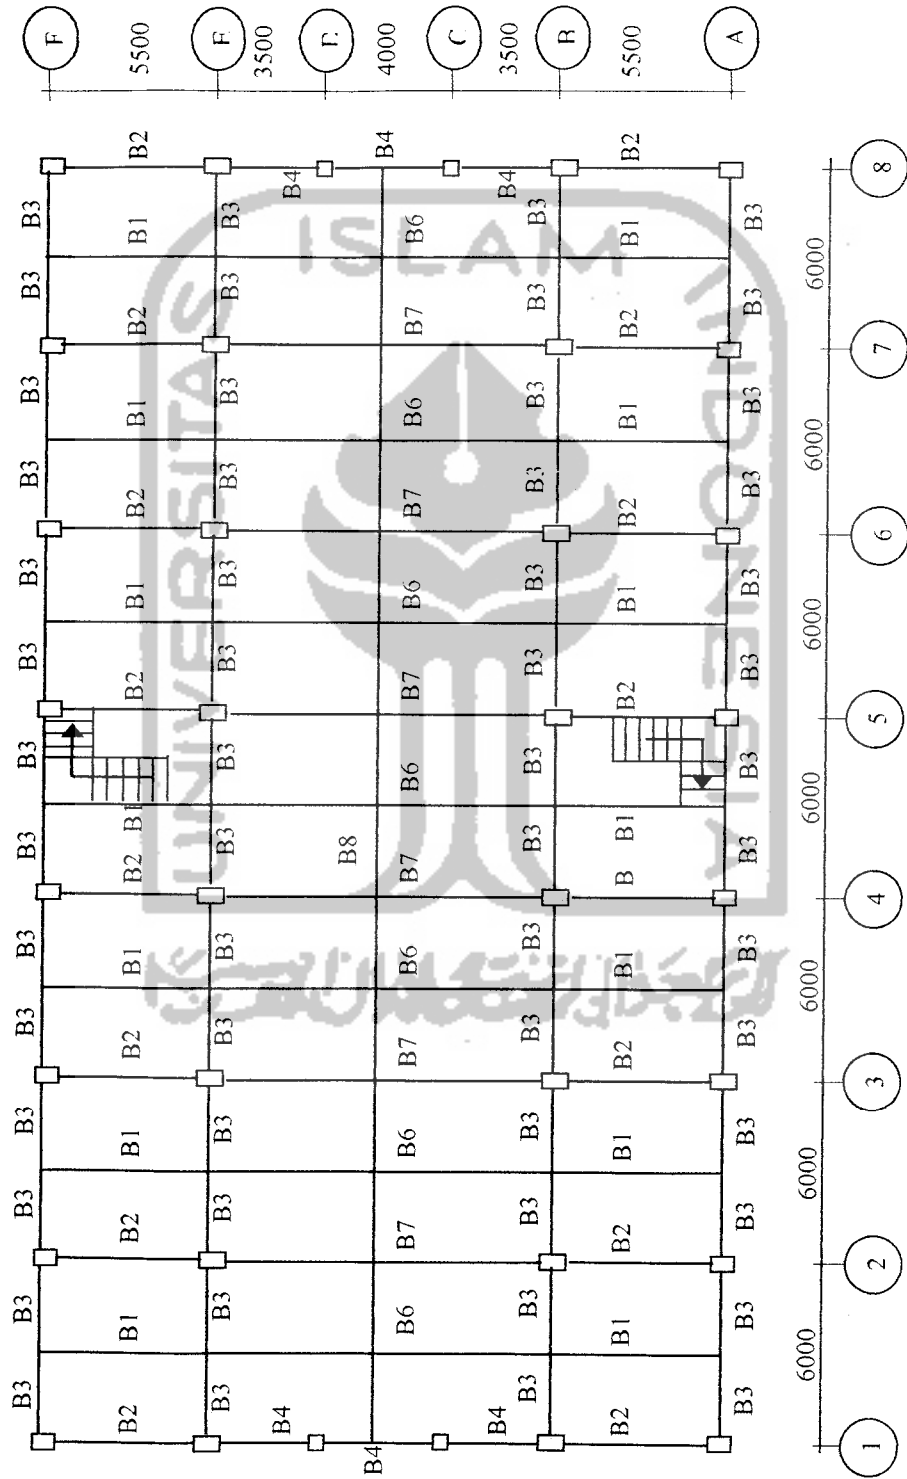 B3 B3 B3 B3 B3 B3 B3 B3 B3 B3 B3 B3 B3 B3 F
B2 B1 B2 B1 B2 B1 B2 B1 B2 B1 B2 B1 B2 B1 B2 5500
B3 B3 B3 B3 B3 B3 B3 B3 B3 B3 B3 B3 B3 B3 E
B4 B4 3500
D
B8
B4 B4 4000
B6 B7 B6 B7 B6 B7 B6 B7 B6 B7 B6 B7 B6
C
B4 B4 3500
B3 B3 B3 B3 B3 B3 B3 B3 B3 B3 B3 B3 B3 B3 B
B2 B1 B2 B1 B2 B1 B B1 B2 B1 B2 B1 B2 B1 B2 5500
B3 B3 B3 B3 B3 B3 B3 B3 B3 B3 B3 B3 B3 B3 A
6000 6000 6000 6000 6000 6000 6000
1 2 3 4 5 6 7 8
UNIVERSITAS
ISLAM
INDONESIA